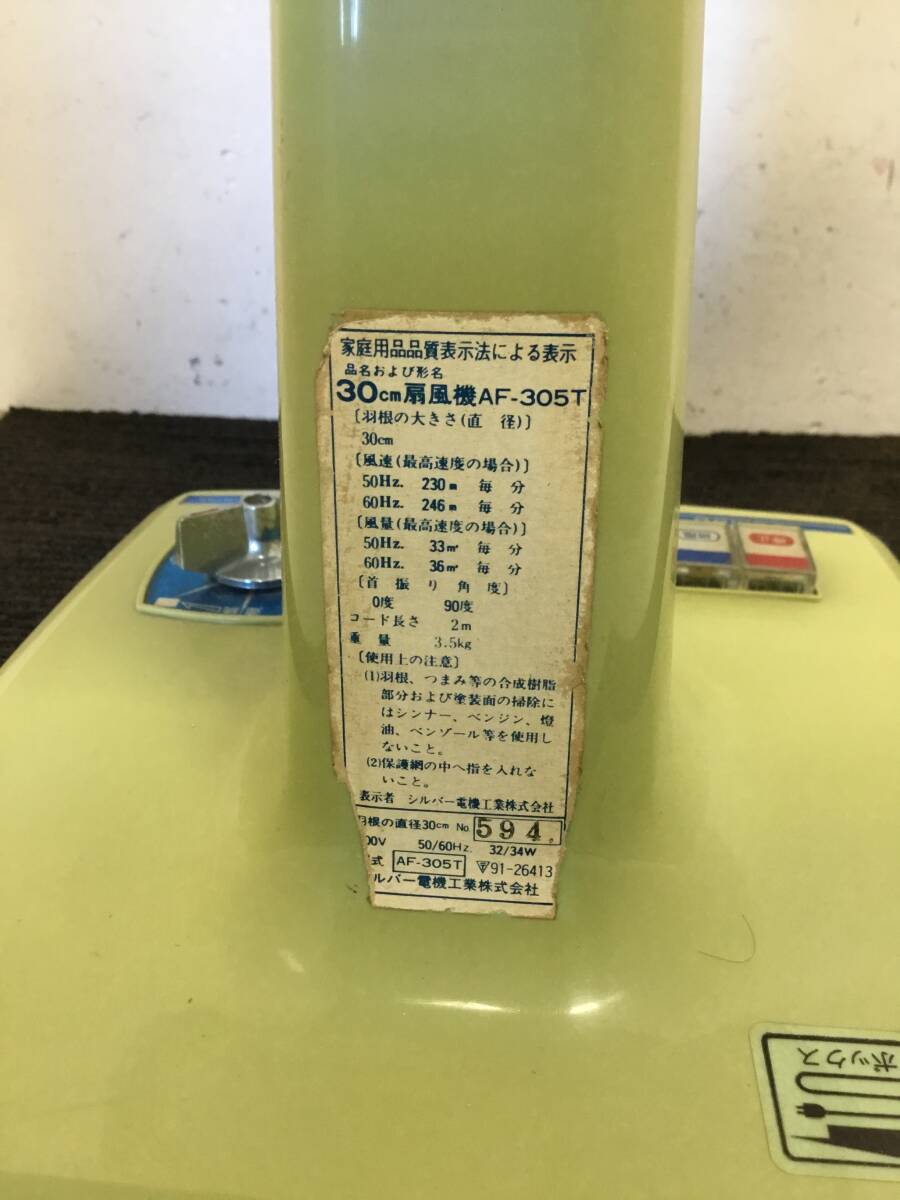 家庭用品品質表示法による表示
品名および形名
30cm扇風機AF-305T
〔羽根の大きさ(直 径)〕
30cm
〔風速(最高速度の場合)〕
50Hz. 230m 毎 分
60Hz. 246m 毎 分
〔風量(最高速度の場合)〕
50Hz. 33m³ 毎 分
60Hz. 36m³ 毎 分
〔首 振 り 角 度〕
0度 90度
コード長さ 2m
重 量 3.5kg
〔使用上の注意〕
(1)羽根、つまみ等の合成樹脂
部分および塗装面の掃除に
はシンナー、ベンジン、燈
油、ベンゾール等を使用し
ないこと。
(2)保護網の中へ指を入れな
いこと。
表示者 シルバー電機工業株式会社
羽根の直径30cm No. 594
00V 50/60Hz. 32/34W
式 AF-305T 〒91-26413
ルバー電機工業株式会社
ボックス